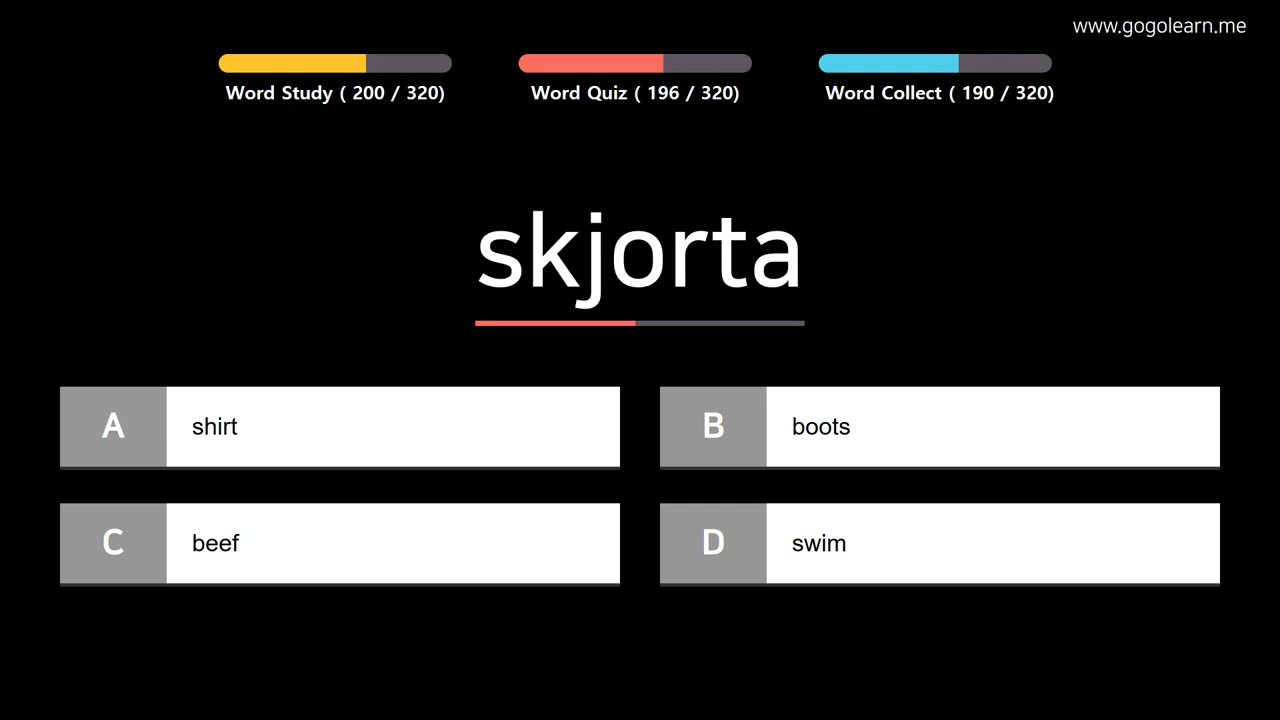 www.gogolearn.me
Word Study ( 200 / 320)
Word Quiz ( 196 / 320)
Word Collect ( 190 / 320)
skjorta
A shirt
B boots
C beef
D swim